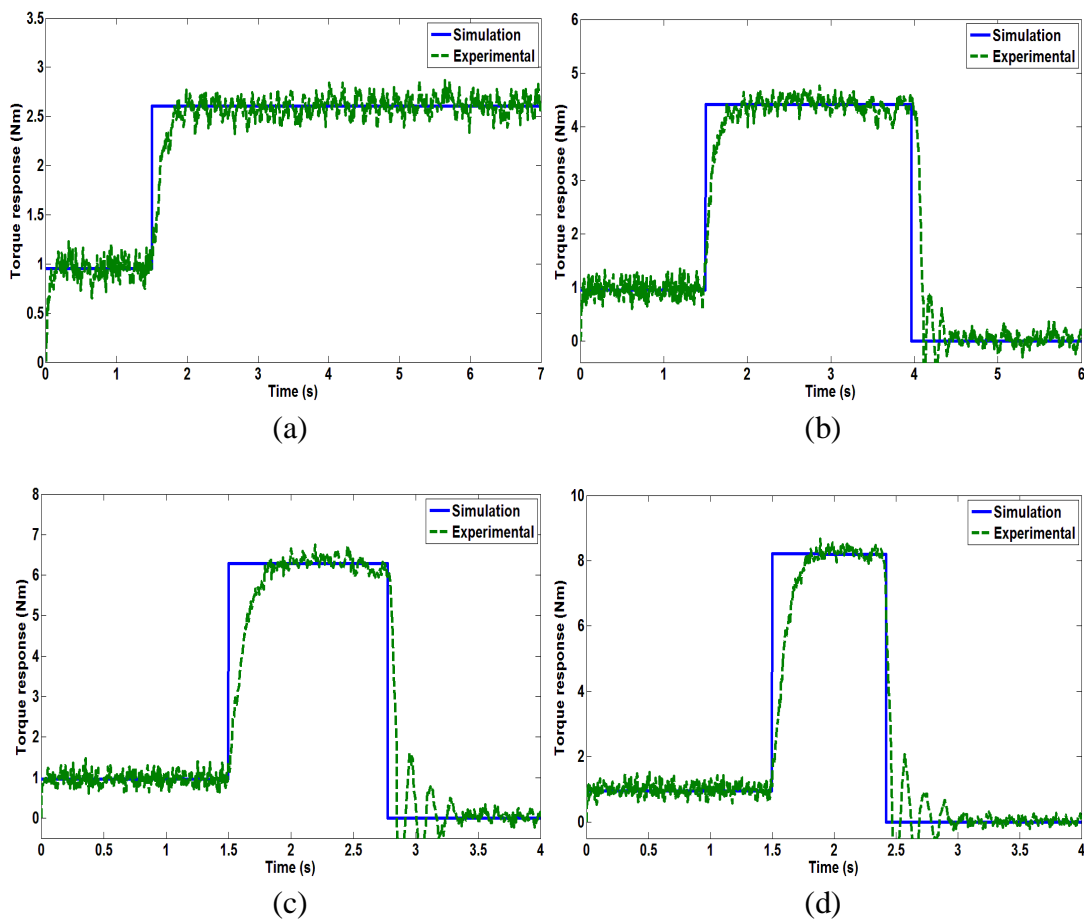 3.5
3
2.5
2
1.5
1
0.5
0
Torque response (Nm)
Simulation
Experimental
0 1 2 3 4 5 6 7
Time (s)
(a)
6
5
4
3
2
1
0
Torque response (Nm)
Simulation
Experimental
0 1 2 3 4 5 6
Time (s)
(b)
8
7
6
5
4
3
2
1
0
Torque response (Nm)
Simulation
Experimental
0 0.5 1 1.5 2 2.5 3 3.5 4
Time (s)
(c)
10
8
6
4
2
0
Torque response (Nm)
Simulation
Experimental
0 0.5 1 1.5 2 2.5 3 3.5 4
Time (s)
(d)